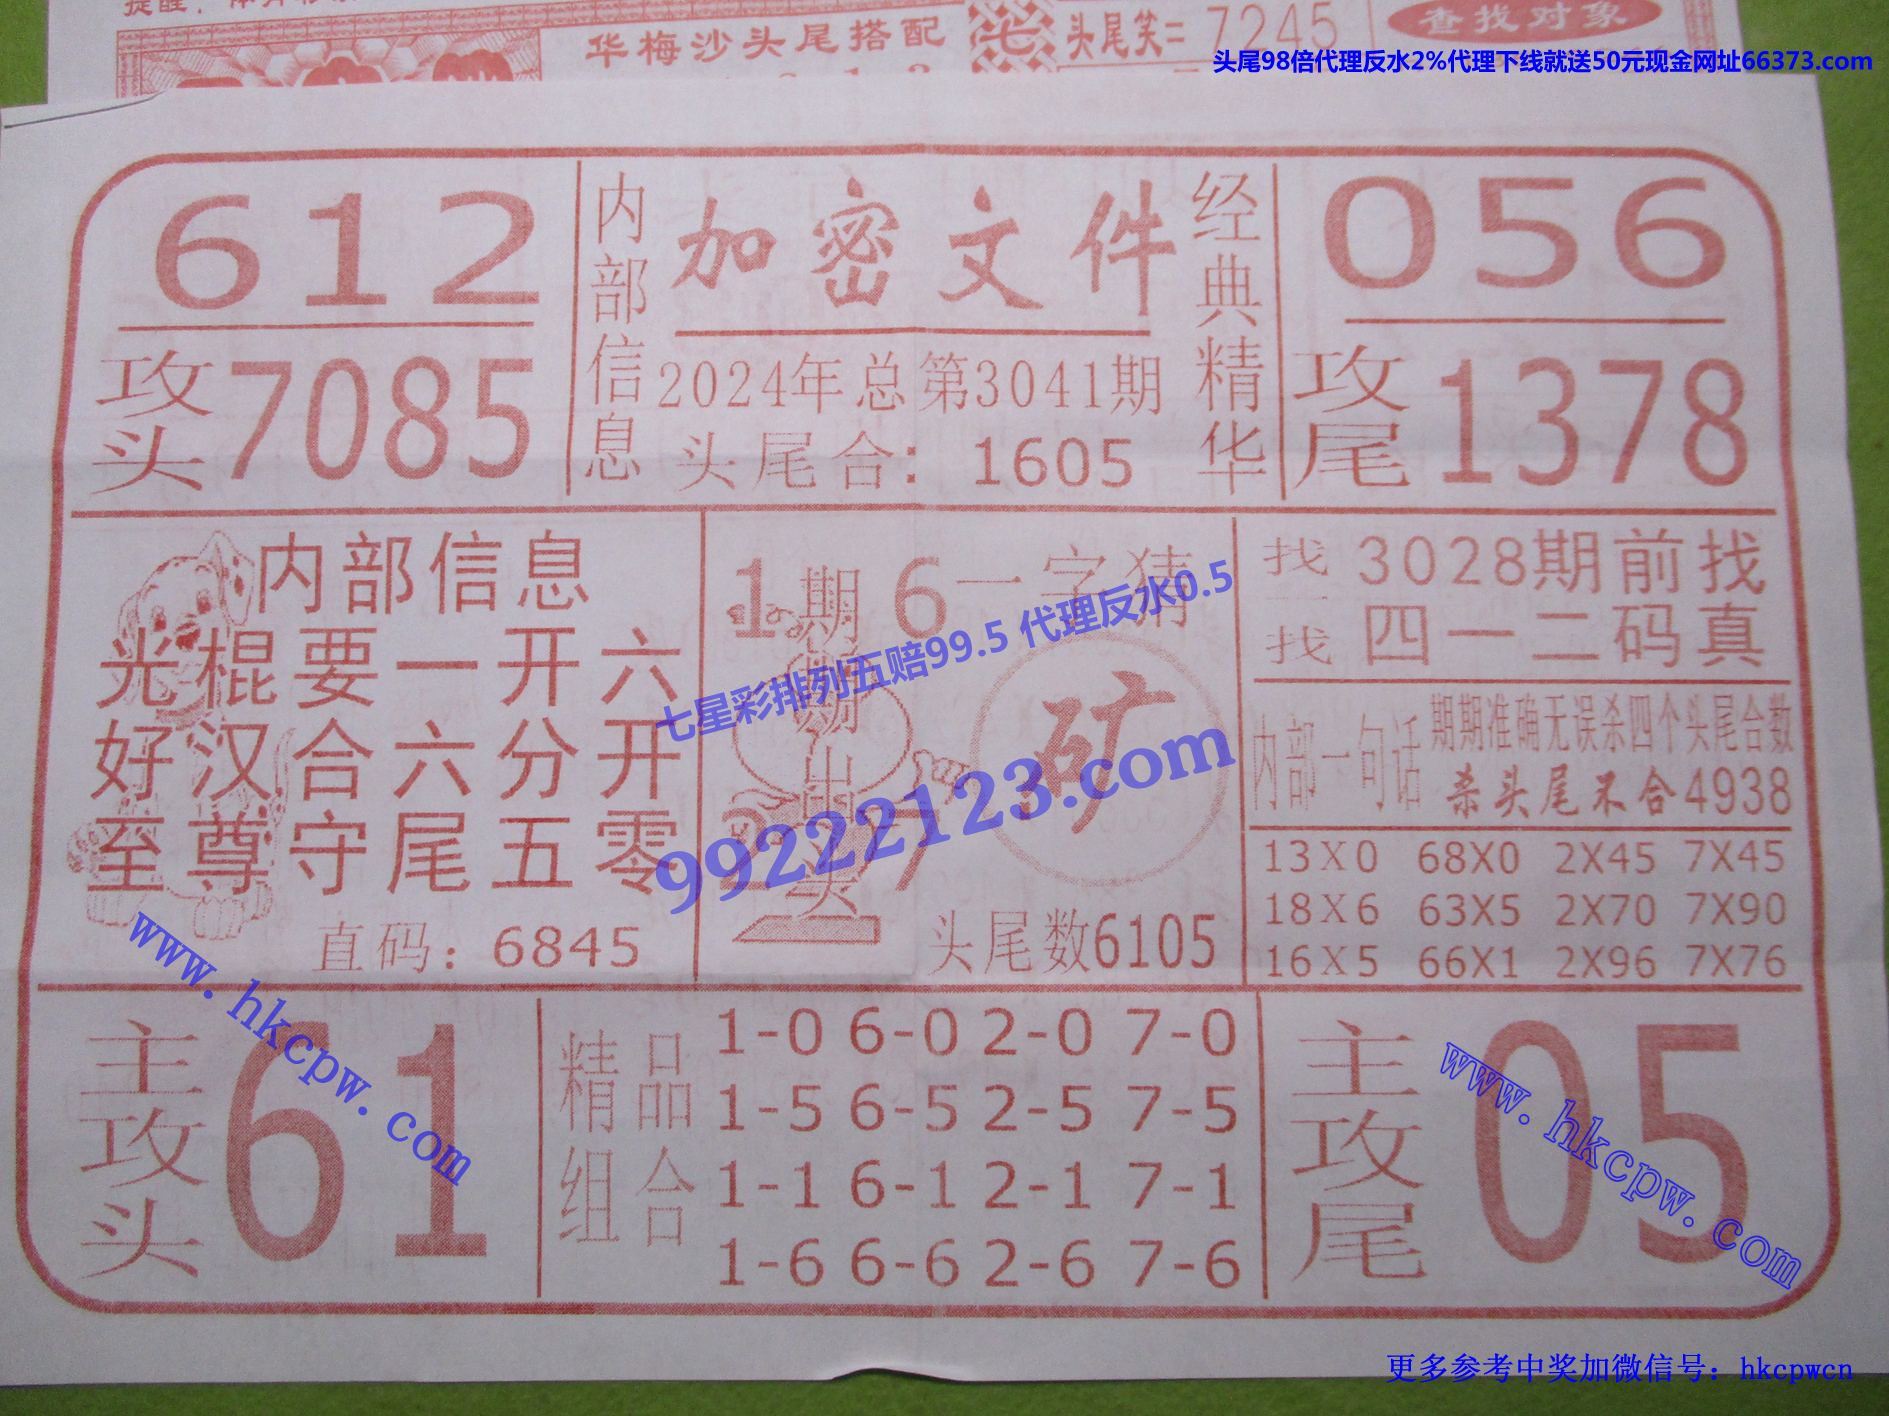 华梅沙头尾搭配
头尾笑二
7245
查找对象
头尾98倍代理反水2%代理下线就送50元现金网址66373.com
612
攻头
7085
内部信息
加密文件
2024年总第3041期
头尾合：1605
经典精华
056
攻尾
1378
内部信息
光棍要一开六
好汉合六分开
至尊守尾五零
直码：6845
1 6
2 7
期期出头
一字猜
矿
头尾数6105
找一找
3028期前找
四一二码真
内部一句话
期期准确无误杀四个头尾合数
杀头尾不合4938
13X0 68X0 2X45 7X45
18X6 63X5 2X70 7X90
16X5 66X1 2X96 7X76
七星彩排列五赔99.5 代理反水0.5
99222123.com
主攻头
61
精品组合
1-0 6-0 2-0 7-0
1-5 6-5 2-5 7-5
1-1 6-1 2-1 7-1
1-6 6-6 2-6 7-6
主攻尾
05
www.hkcpw.com
www.hkcpw.com
更多参考中奖加微信号：hkcpwcn